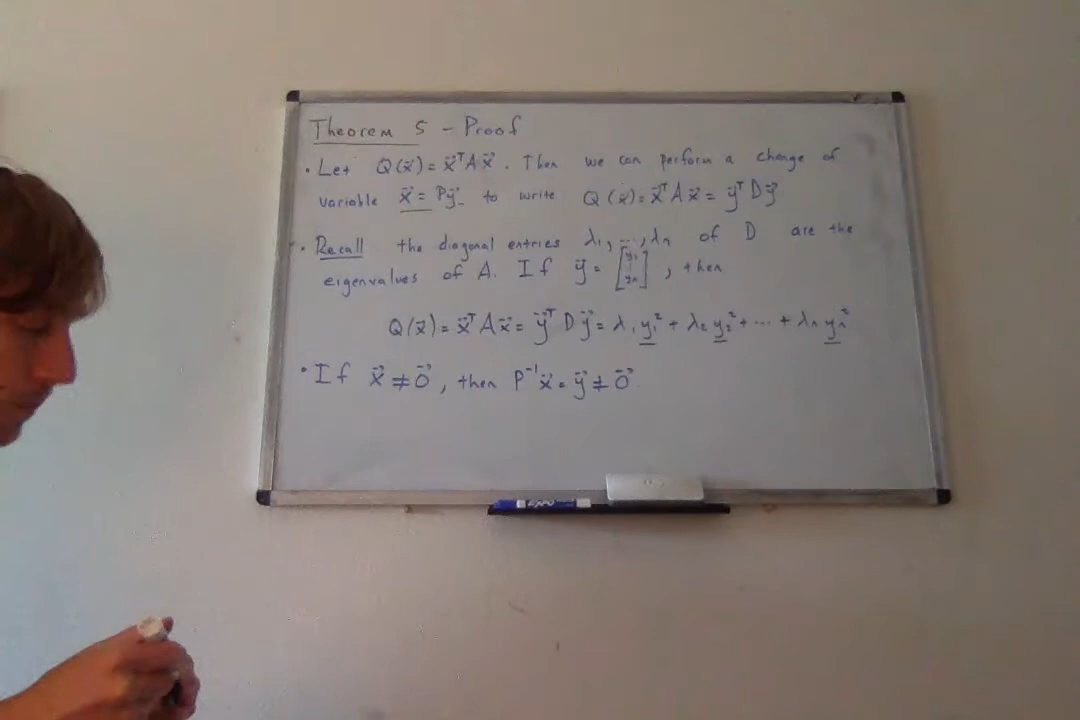 Theorem 5 - Proof
• Let Q(x⃗) = x⃗ᵀAx⃗. Then we can perform a change of
variable x⃗ = Py⃗ to write Q(x⃗) = x⃗ᵀAx⃗ = y⃗ᵀDy⃗
• Recall the diagonal entries λ₁, ..., λₙ of D are the
eigenvalues of A. If y⃗ = [y₁ ⋮ yₙ], then
Q(x⃗) = x⃗ᵀAx⃗ = y⃗ᵀDy⃗ = λ₁y₁² + λ₂y₂² + ... + λₙyₙ²
• If x⃗ ≠ 0⃗, then P⁻¹x⃗ = y⃗ ≠ 0⃗
EXPO